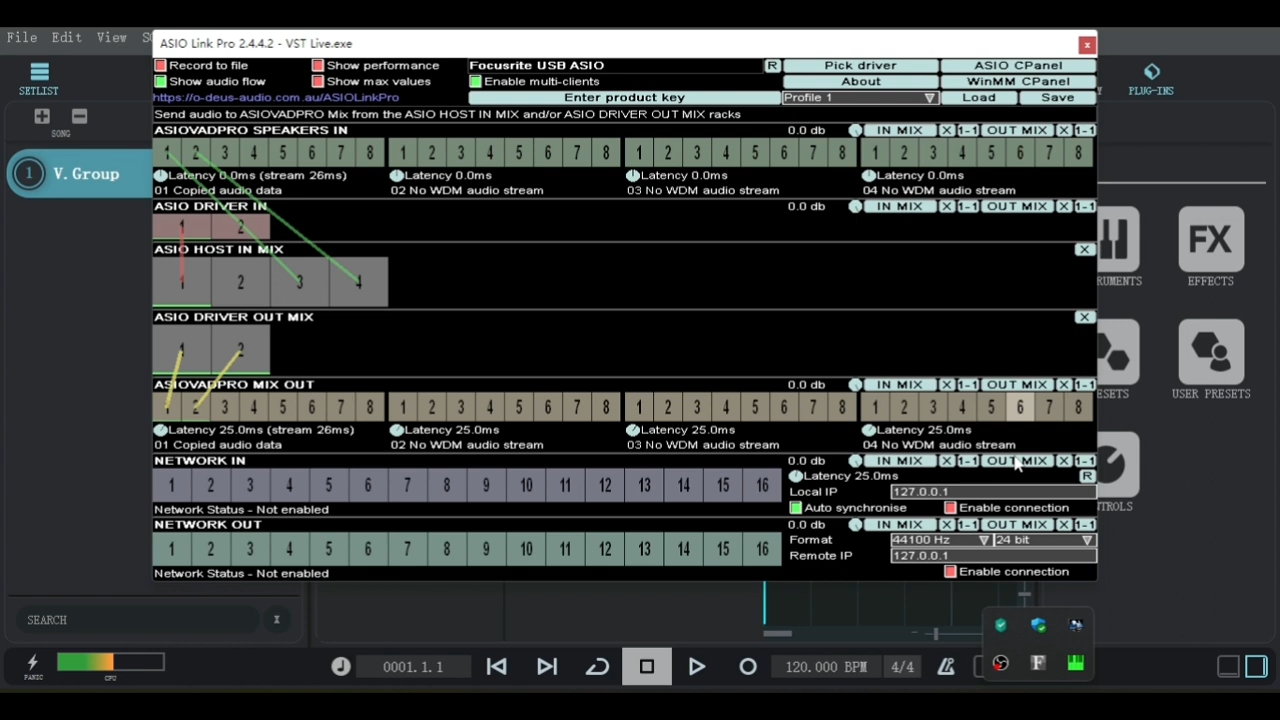 File Edit View
ASIO Link Pro 2.4.4.2 - VST Live.exe
x
SETLIST
SONG
1 V.Group
Record to file
Show performance
Focusrite USB ASIO
R
Pick driver
ASIO CPanel
Show audio flow
Show max values
Enable multi-clients
About
WinMM CPanel
https://o-deus-audio.com.au/ASIOLinkPro
Enter product key
Profile 1
Load
Save
Send audio to ASIOVADPRO Mix from the ASIO HOST IN MIX and/or ASIO DRIVER OUT MIX racks
ASIOVADPRO SPEAKERS IN 0.0 db IN MIX X 1-1 OUT MIX X 1-1
1 2 3 4 5 6 7 8 1 2 3 4 5 6 7 8 1 2 3 4 5 6 7 8 1 2 3 4 5 6 7 8
Latency 0.0ms (stream 26ms) Latency 0.0ms Latency 0.0ms Latency 0.0ms
01 Copied audio data 02 No WDM audio stream 03 No WDM audio stream 04 No WDM audio stream
ASIO DRIVER IN 0.0 db IN MIX X 1-1 OUT MIX X 1-1
1 2
ASIO HOST IN MIX X
1 2 3 4
ASIO DRIVER OUT MIX X
1 2
ASIOVADPRO MIX OUT 0.0 db IN MIX X 1-1 OUT MIX X 1-1
1 2 3 4 5 6 7 8 1 2 3 4 5 6 7 8 1 2 3 4 5 6 7 8 1 2 3 4 5 6 7 8
Latency 25.0ms (stream 26ms) Latency 25.0ms Latency 25.0ms Latency 25.0ms
01 Copied audio data 02 No WDM audio stream 03 No WDM audio stream 04 No WDM audio stream
NETWORK IN 0.0 db IN MIX X 1-1 OUT MIX X 1-1
1 2 3 4 5 6 7 8 9 10 11 12 13 14 15 16
Latency 25.0ms R
Local IP 127.0.0.1
Network Status - Not enabled
Auto synchronise Enable connection
NETWORK OUT 0.0 db IN MIX X 1-1 OUT MIX X 1-1
1 2 3 4 5 6 7 8 9 10 11 12 13 14 15 16
Format 44100 Hz 24 bit
Remote IP 127.0.0.1
Network Status - Not enabled
Enable connection
PLUG-INS
RUMENTS
FX
EFFECTS
ESETS
USER PRESETS
TROLS
SEARCH
X
PANIC
CPU
0001. 1. 1
120.000 BPM
4/4
F